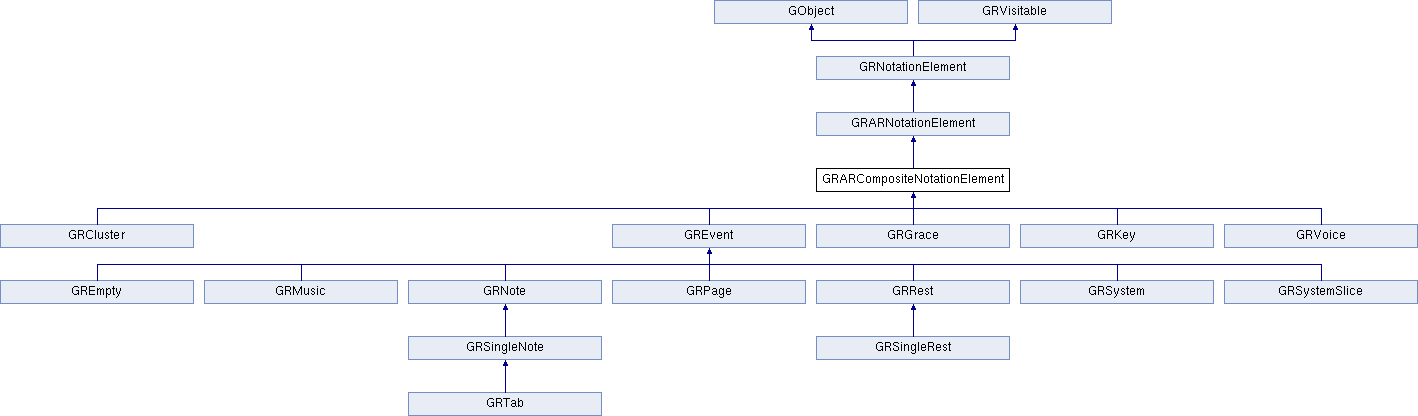 GObject
GRVisitable
GRNotationElement
GRARNotationElement
GRARCompositeNotationElement
GRCluster
GREvent
GRGrace
GRKey
GRVoice
GREmpty
GRMusic
GRNote
GRPage
GRRest
GRSystem
GRSystemSlice
GRSingleNote
GRSingleRest
GRTab